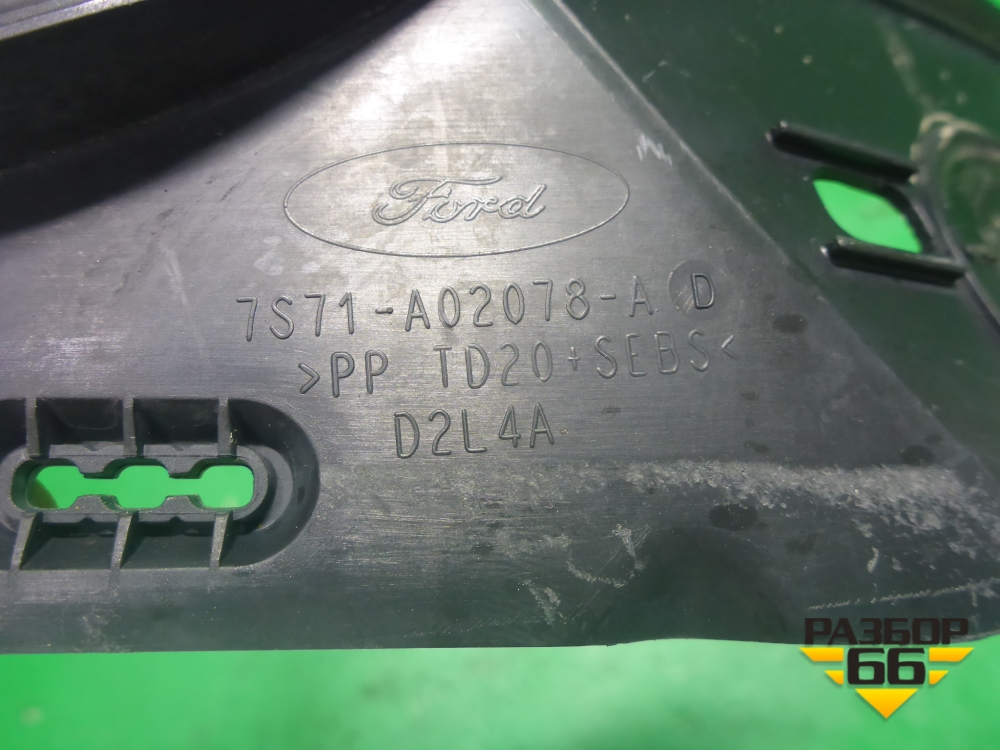 Ford
7S71-A02078-A D
>PP TD20+SEBS<
D2L4A
РАЗБОР
66